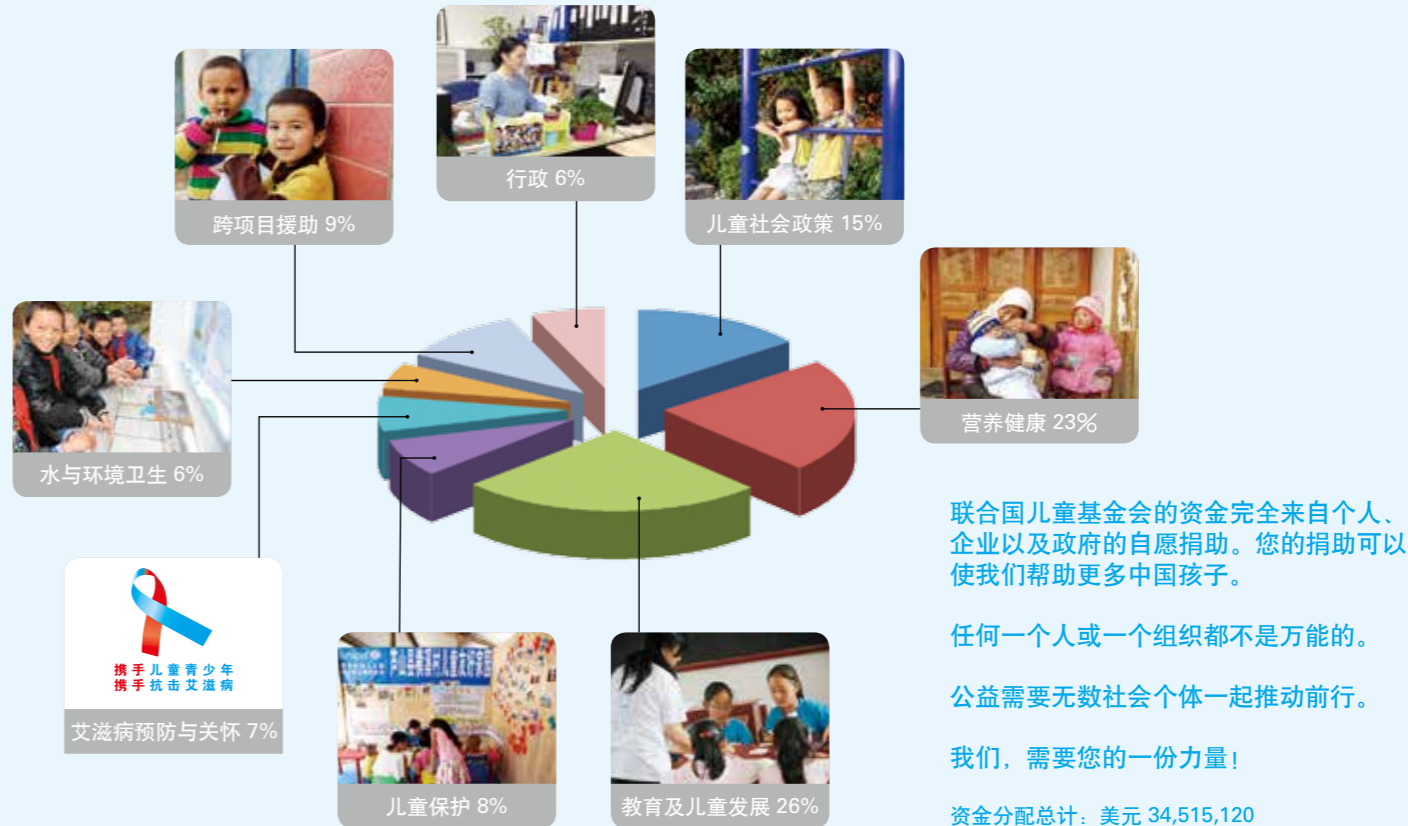 行政 6%
跨项目援助 9%
儿童社会政策 15%
营养健康 23%
水与环境卫生 6%
携手儿童青少年
携手抗击艾滋病
艾滋病预防与关怀 7%
儿童保护 8%
教育及儿童发展 26%
联合国儿童基金会的资金完全来自个人、
企业以及政府的自愿捐助。您的捐助可以
使我们帮助更多中国孩子。
任何一个人或一个组织都不是万能的。
公益需要无数社会个体一起推动前行。
我们，需要您的一份力量！
资金分配总计：美元 34,515,120